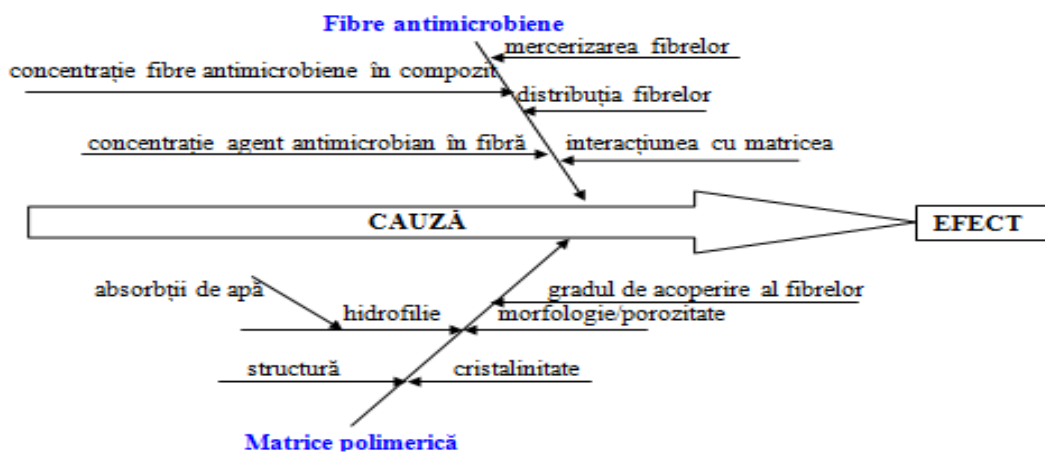 Fibre antimicrobiene
mercerizarea fibrelor
concentrație fibre antimicrobiene în compozit
distribuția fibrelor
concentrație agent antimicrobian în fibră
interacțiunea cu matricea
CAUZĂ
EFECT
absorbții de apă
gradul de acoperire al fibrelor
hidrofilie
morfologie/porozitate
structură
cristalinitate
Matrice polimerică